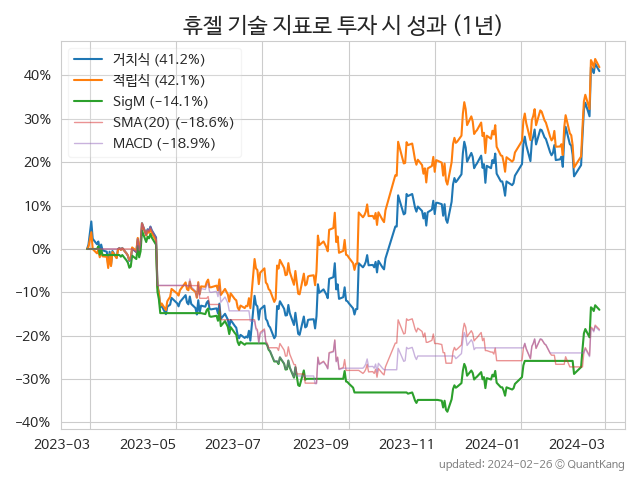 휴젤 기술 지표로 투자 시 성과 (1년)
거치식 (41.2%)
적립식 (42.1%)
SigM (−14.1%)
SMA(20) (−18.6%)
MACD (−18.9%)
40%
30%
20%
10%
0%
−10%
−20%
−30%
−40%
2023-03 2023-05 2023-07 2023-09 2023-11 2024-01 2024-03
updated: 2024-02-26 © QuantKang